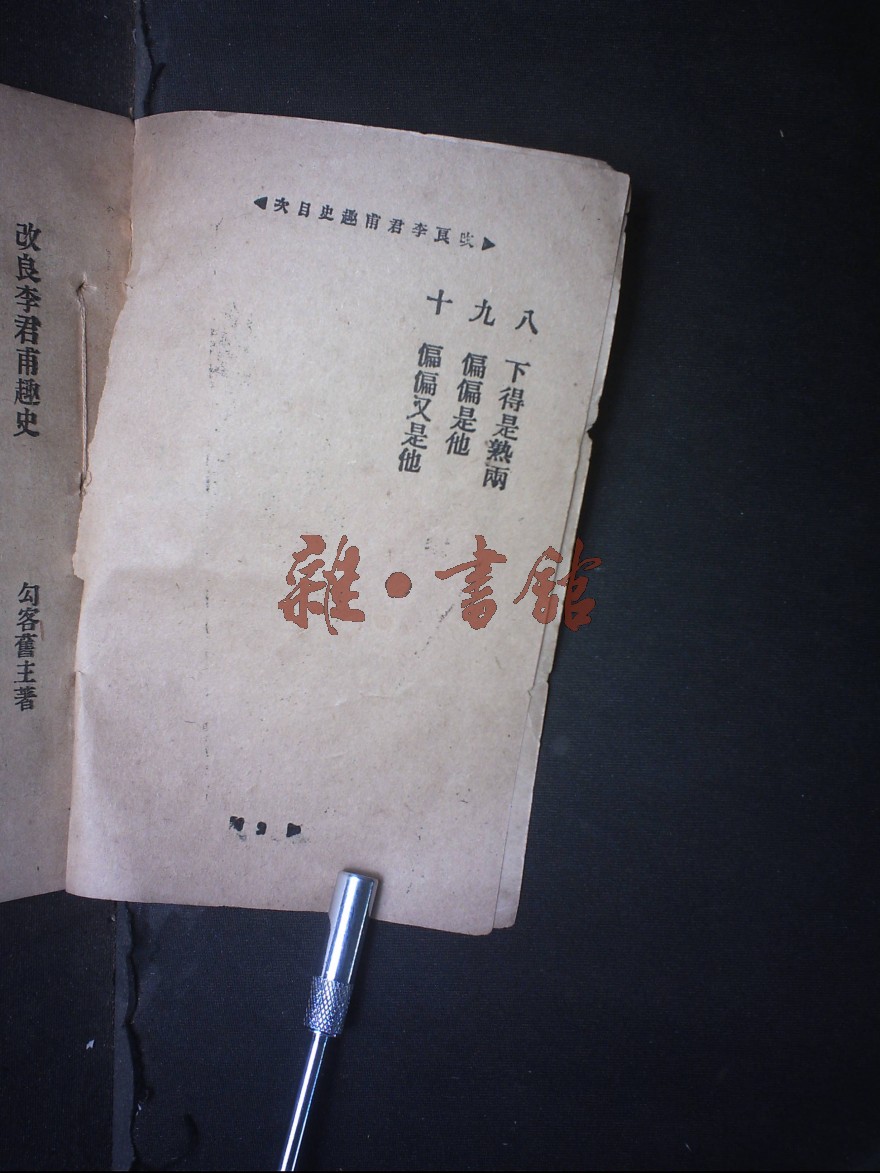 ▶改良李君甫趣史目次◀
八 下得是熟兩
九 偏偏是他
十 偏偏又是他
改良李君甫趣史
勾客舊主著
雜·書館